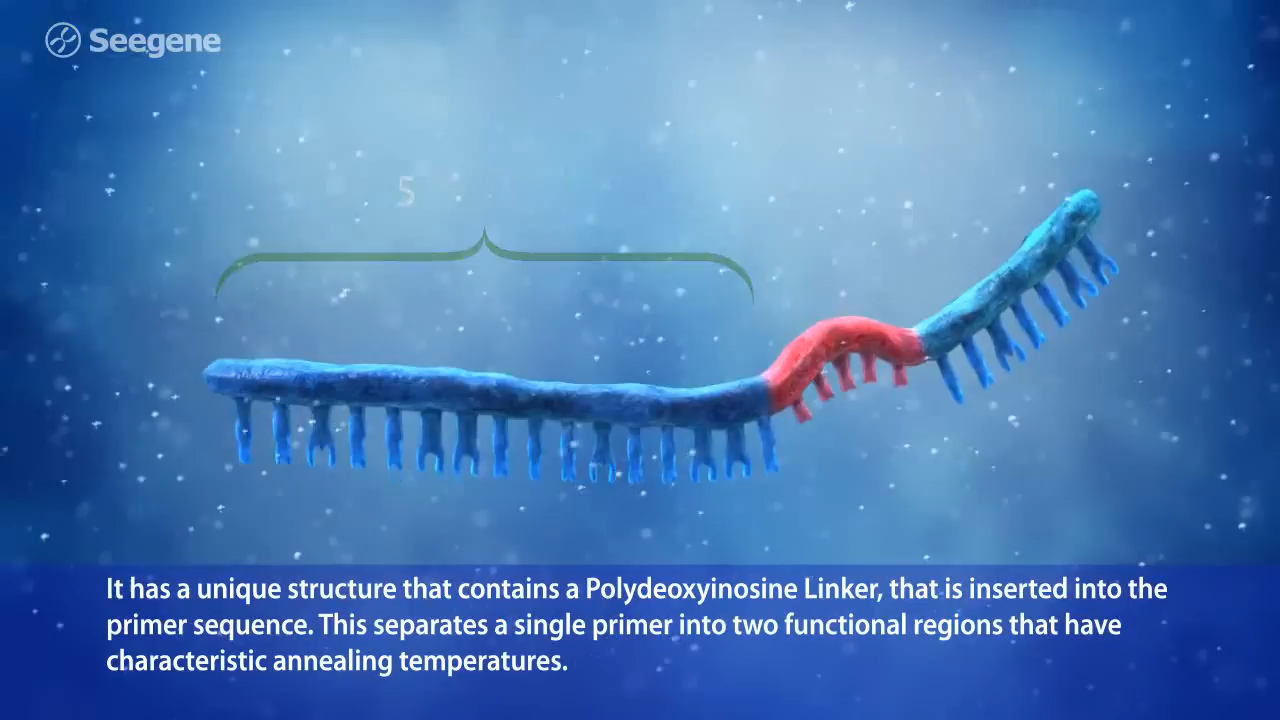 Seegene
5
It has a unique structure that contains a Polydeoxyinosine Linker, that is inserted into the
primer sequence. This separates a single primer into two functional regions that have
characteristic annealing temperatures.